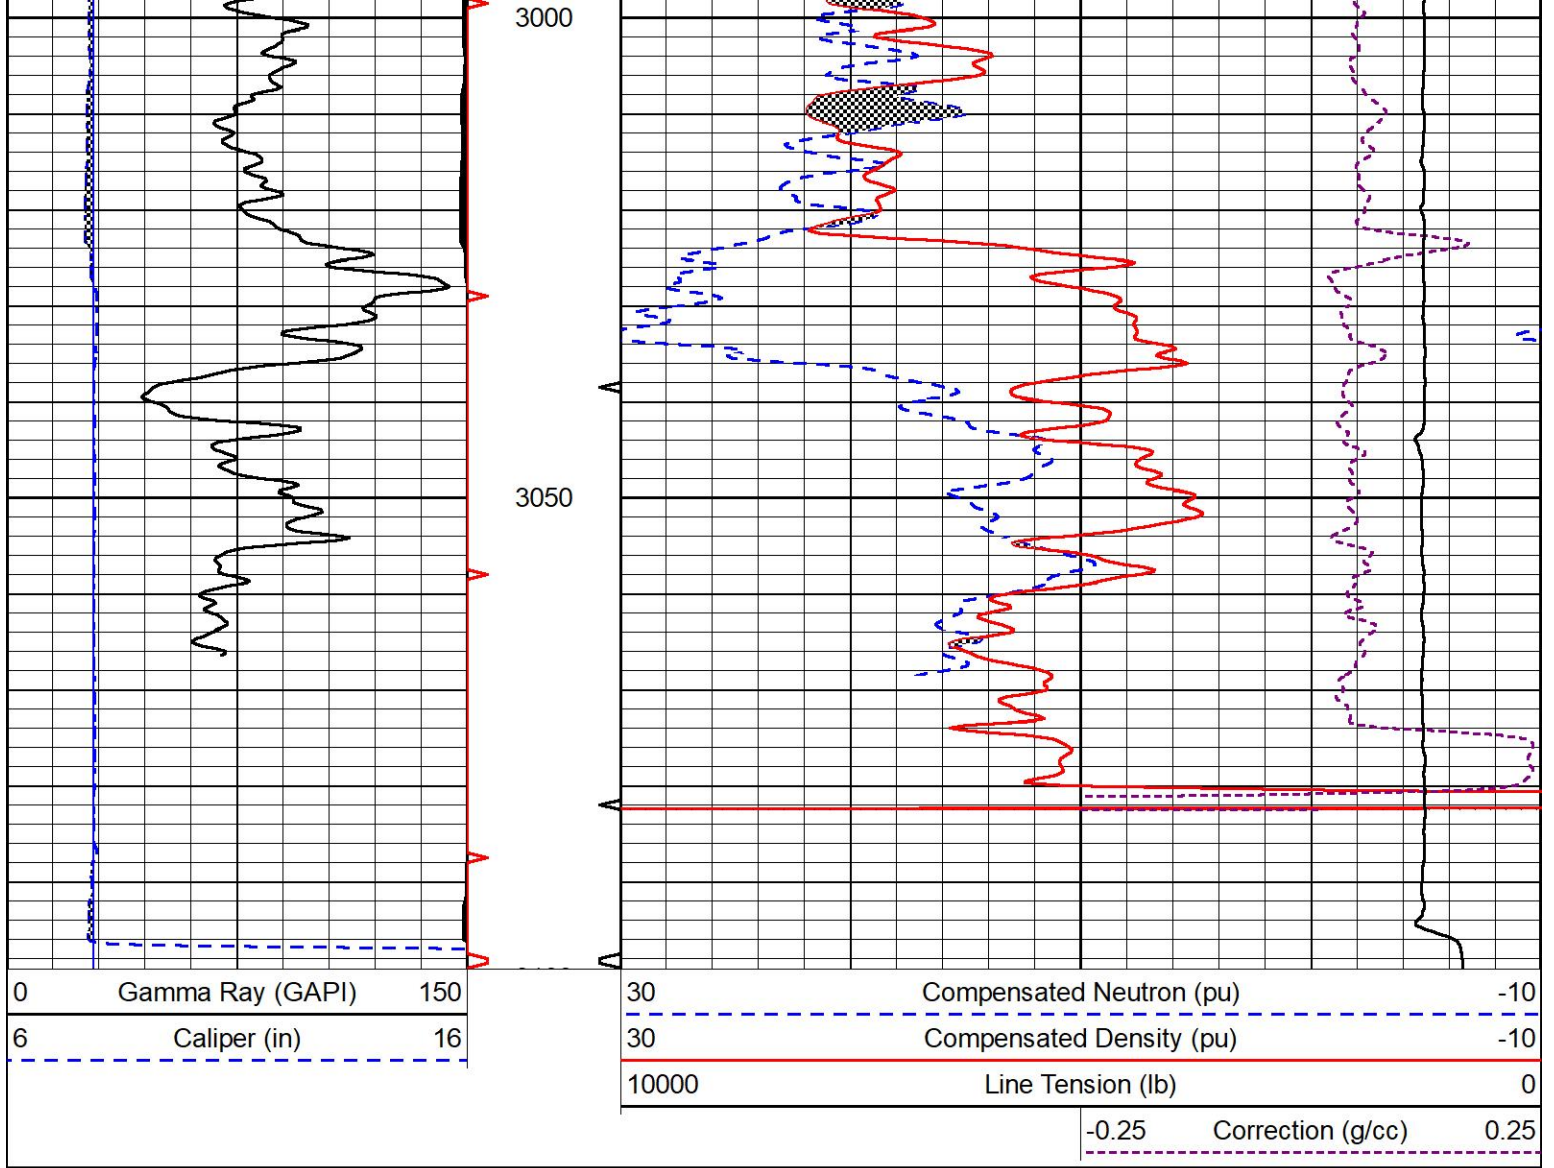 3000
3050
0 Gamma Ray (GAPI) 150
6 Caliper (in) 16
30 Compensated Neutron (pu) -10
30 Compensated Density (pu) -10
10000 Line Tension (lb) 0
-0.25 Correction (g/cc) 0.25